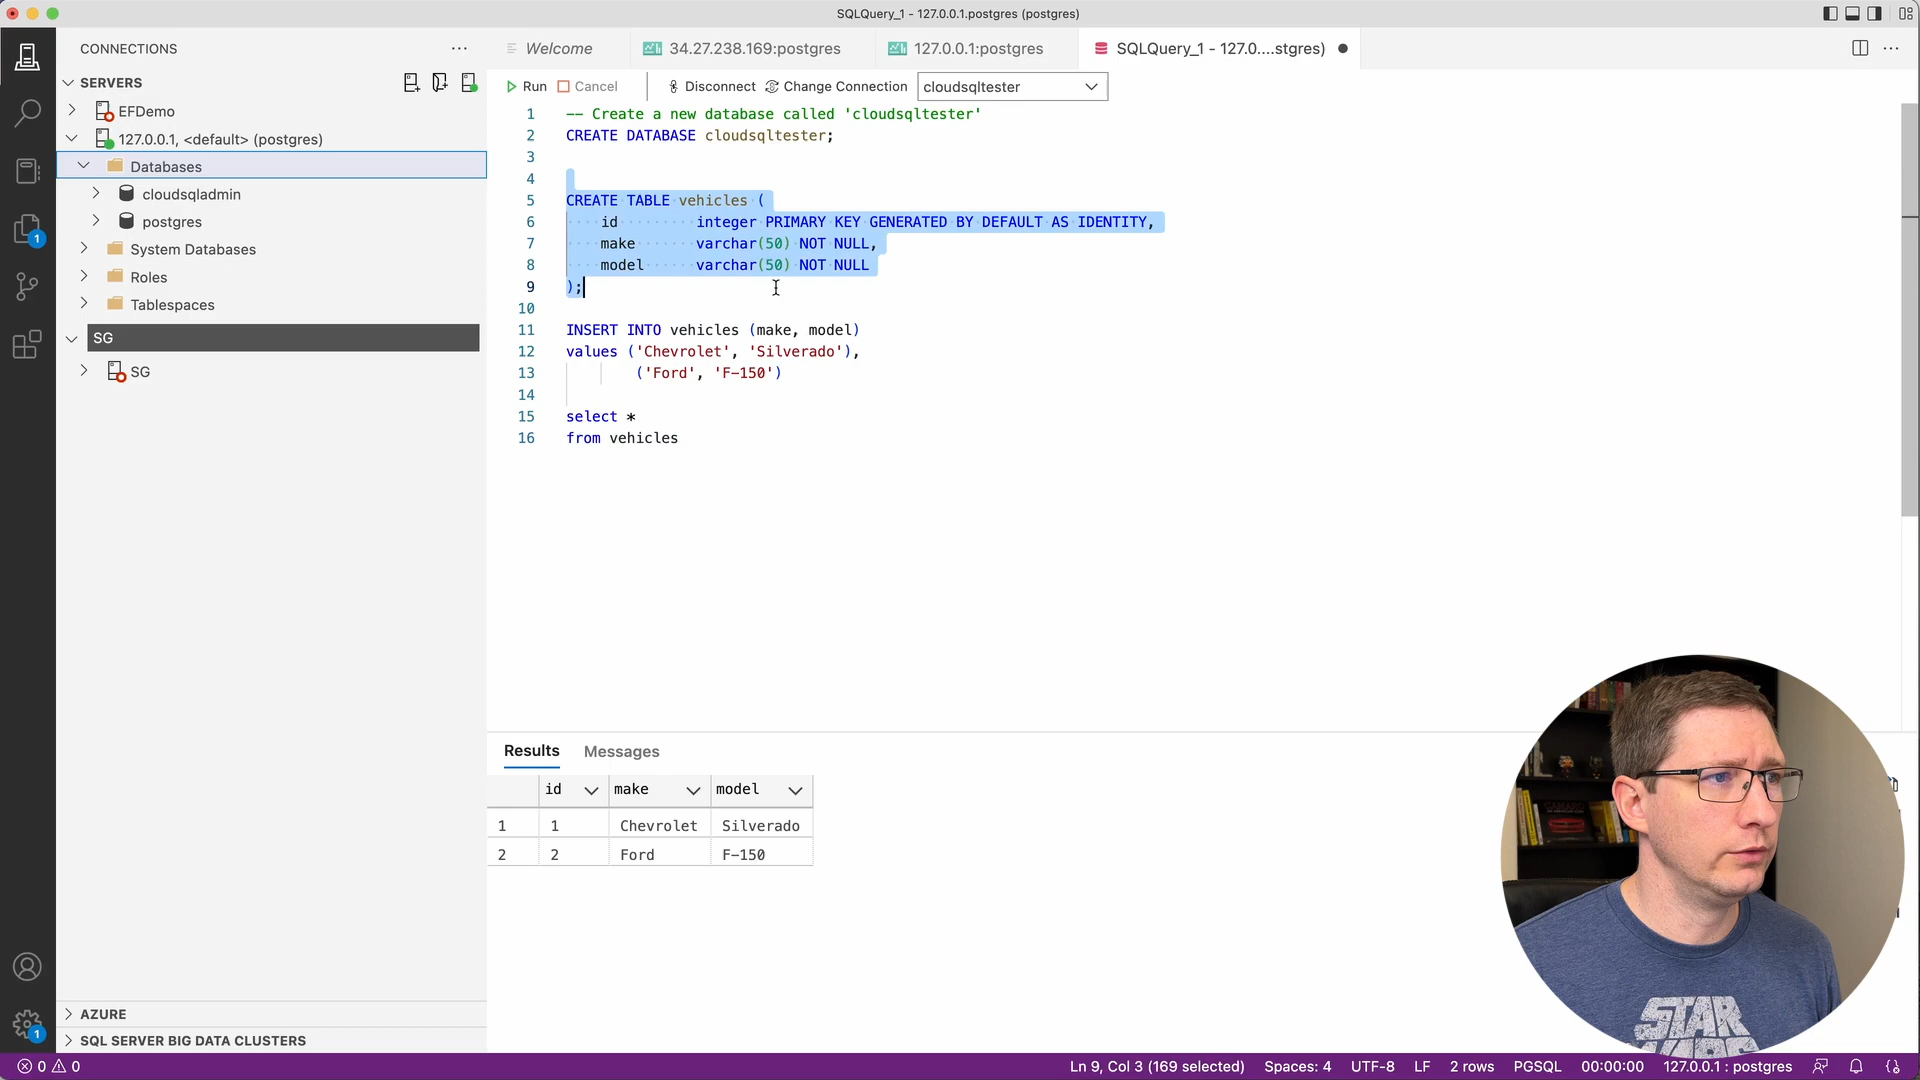 SQLQuery_1 - 127.0.0.1.postgres (postgres)
CONNECTIONS
SERVERS
EFDemo
127.0.0.1, <default> (postgres)
Databases
cloudsqladmin
postgres
System Databases
Roles
Tablespaces
SG
SG
AZURE
SQL SERVER BIG DATA CLUSTERS
1
1
Welcome
34.27.238.169:postgres
127.0.0.1:postgres
SQLQuery_1 - 127.0....stgres)
Run Cancel Disconnect Change Connection cloudsqltester
1 -- Create a new database called 'cloudsqltester'
2 CREATE DATABASE cloudsqltester;
3
4
5 CREATE TABLE vehicles (
6 id integer PRIMARY KEY GENERATED BY DEFAULT AS IDENTITY,
7 make varchar(50) NOT NULL,
8 model varchar(50) NOT NULL
9 );
10
11 INSERT INTO vehicles (make, model)
12 values ('Chevrolet', 'Silverado'),
13 ('Ford', 'F-150')
14
15 select *
16 from vehicles
Results Messages
id make model
1 1 Chevrolet Silverado
2 2 Ford F-150
CAMARO
STAR
WARS
0 0 Ln 9, Col 3 (169 selected) Spaces: 4 UTF-8 LF 2 rows PGSQL 00:00:00 127.0.0.1 : postgres